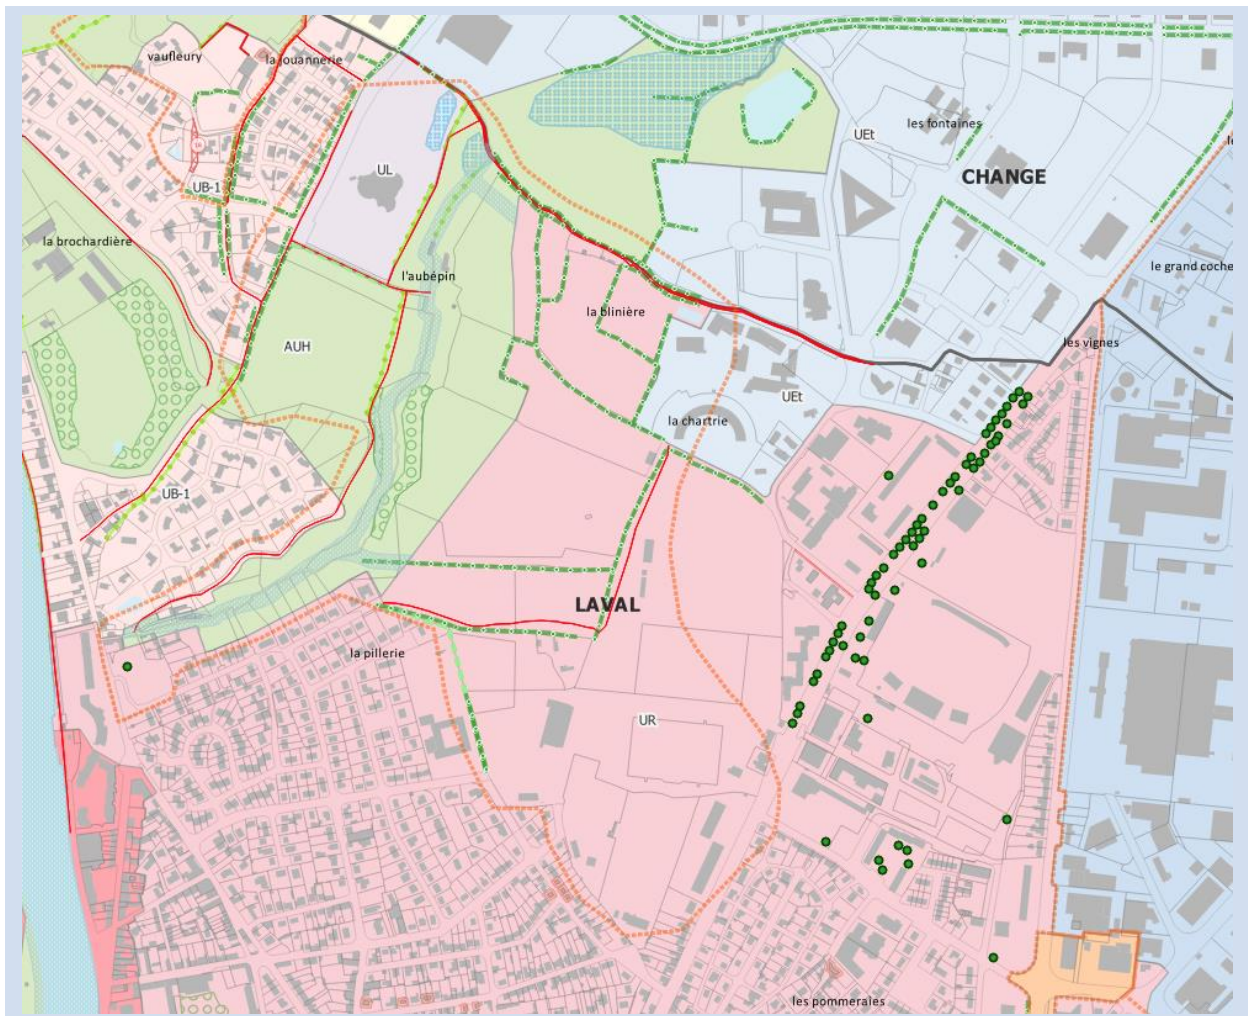 vaufleury
la jouannerie
les fontaines
UEt
CHANGE
UL
UB-1
la brochardière
l'aubépin
le grand coche
la blinière
les vignes
AUH
UEt
la chartrie
UB-1
LAVAL
la pillerie
UR
les pommeraies